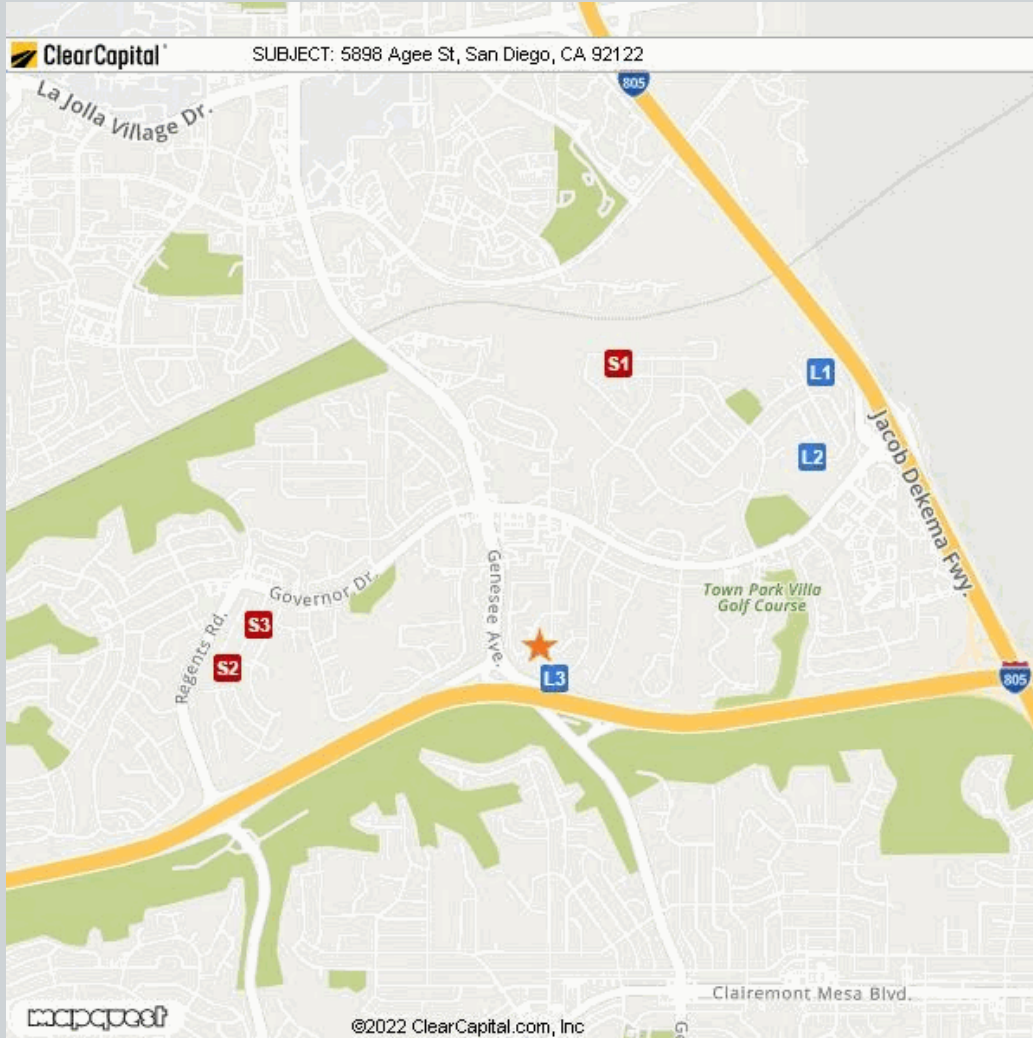 ClearCapital
SUBJECT: 5898 Agee St, San Diego, CA 92122
805
La Jolla Village Dr.
S1
L1
L2
Jacob Dekema Fwy.
Genesee Ave.
Governor Dr.
Town Park Villa
Golf Course
Regents Rd.
S3
S2
L3
805
Clairemont Mesa Blvd.
Ge
mapquest
©2022 ClearCapital.com, Inc